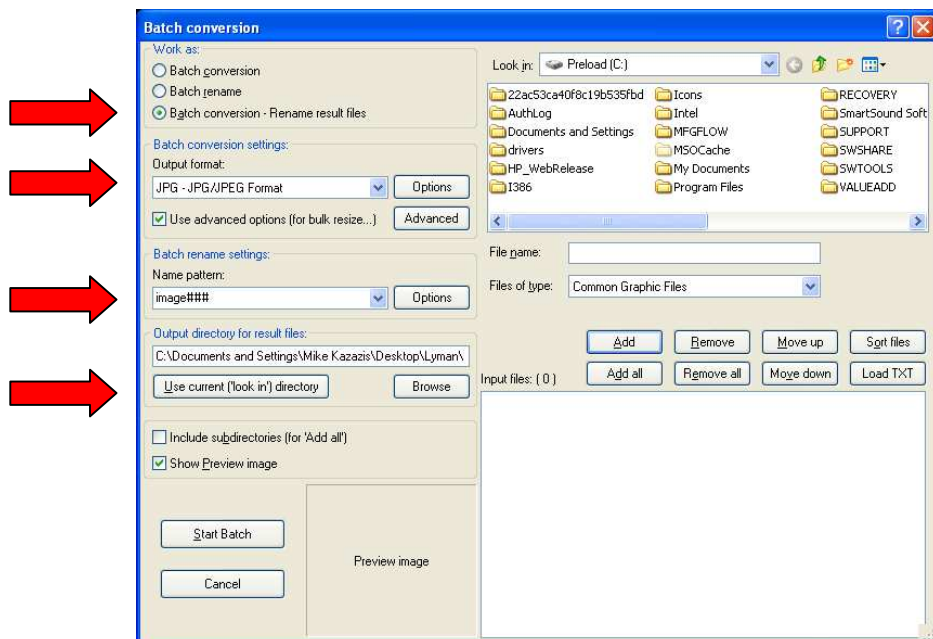 Batch conversion
Work as:
Batch conversion
Batch rename
Batch conversion - Rename result files
Batch conversion settings:
Output format:
JPG - JPG/JPEG Format
Options
Use advanced options (for bulk resize...)
Advanced
Batch rename settings:
Name pattern:
image###
Options
Output directory for result files:
C:\Documents and Settings\Mike Kazazis\Desktop\Lyman\
Use current ('look in') directory
Browse
Include subdirectories (for 'Add all')
Show Preview image
Start Batch
Cancel
Preview image
Look in:
Preload (C:)
22ac53ca40f8c19b535fbd
AuthLog
Documents and Settings
drivers
HP_WebRelease
I386
Icons
Intel
MFGFLOW
MSOCache
My Documents
Program Files
RECOVERY
SmartSound Soft
SUPPORT
SWSHARE
SWTOOLS
VALUEADD
File name:
Files of type:
Common Graphic Files
Add
Remove
Move up
Sort files
Input files: ( 0 )
Add all
Remove all
Move down
Load TXT